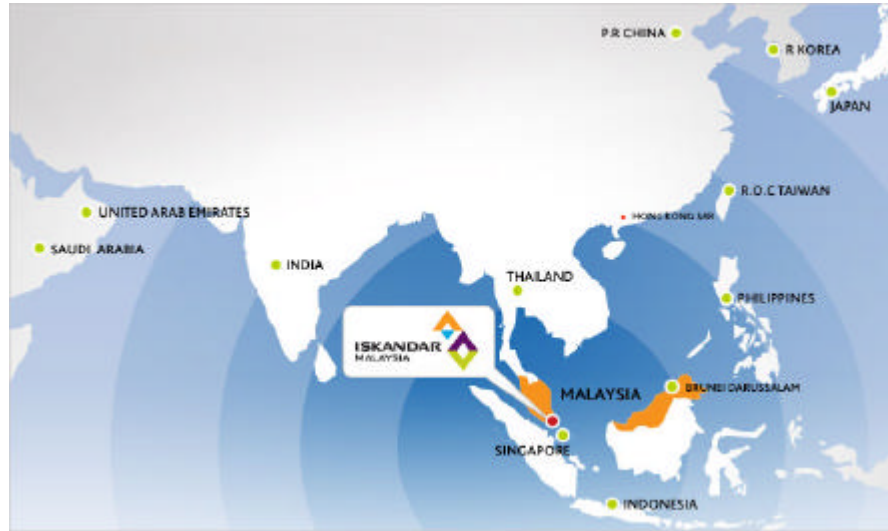 P.R CHINA
R KOREA
JAPAN
R.O.C TAIWAN
UNITED ARAB EMIRATES
HONG KONG SAR
SAUDI ARABIA
INDIA
THAILAND
PHILIPPINES
ISKANDAR
MALAYSIA
MALAYSIA
BRUNEI DARUSSALAM
SINGAPORE
INDONESIA